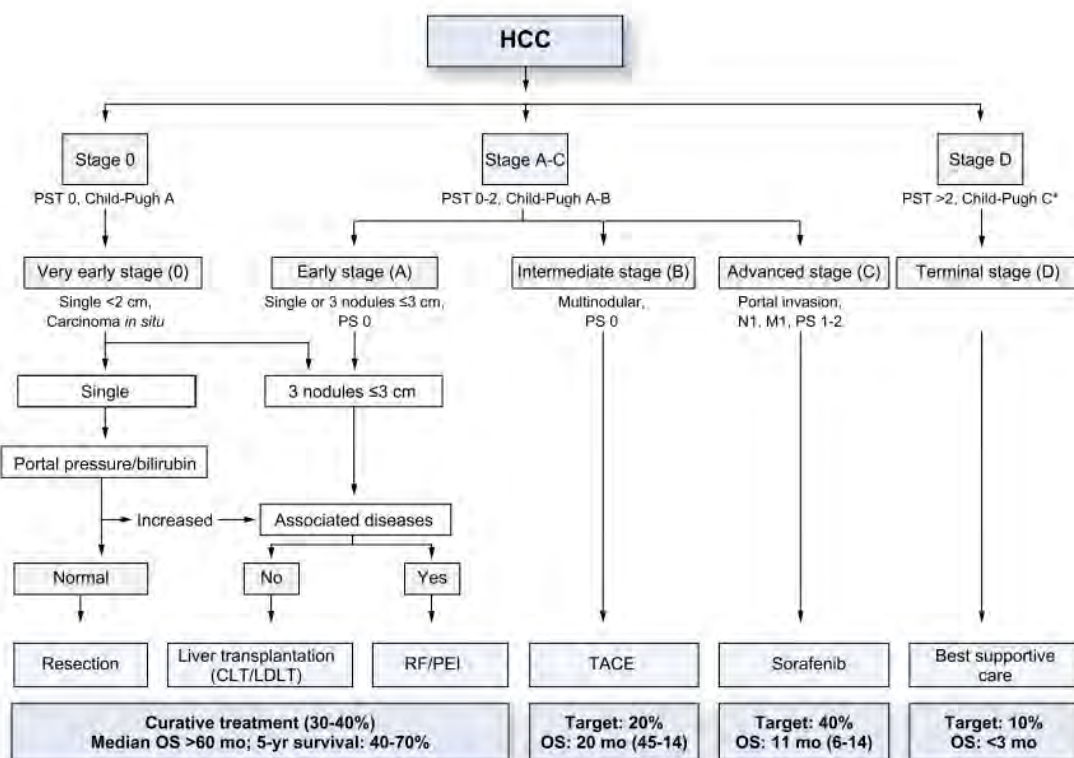 HCC
Stage 0
Stage A-C
Stage D
PST 0, Child-Pugh A
PST 0-2, Child-Pugh A-B
PST >2, Child-Pugh C*
Very early stage (0)
Early stage (A)
Intermediate stage (B)
Advanced stage (C)
Terminal stage (D)
Single <2 cm,
Carcinoma in situ
Single or 3 nodules ≤3 cm,
PS 0
Multinodular,
PS 0
Portal invasion,
N1, M1, PS 1-2
Single
3 nodules ≤3 cm
Portal pressure/bilirubin
Increased
Associated diseases
Normal
No
Yes
Resection
Liver transplantation
(CLT/LDLT)
RF/PEI
TACE
Sorafenib
Best supportive
care
Curative treatment (30-40%)
Median OS >60 mo; 5-yr survival: 40-70%
Target: 20%
OS: 20 mo (45-14)
Target: 40%
OS: 11 mo (6-14)
Target: 10%
OS: <3 mo